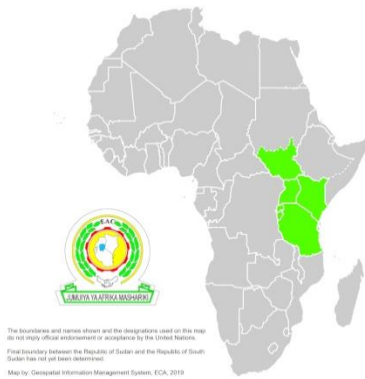 EAC
JUMUIYA YA AFRIKA MASHARIKI
The boundaries and names shown and the designations used on this map
do not imply official endorsement or acceptance by the United Nations.
Final boundary between the Republic of Sudan and the Republic of South
Sudan has not yet been determined.
Map by: Geospatial Information Management System, ECA, 2019